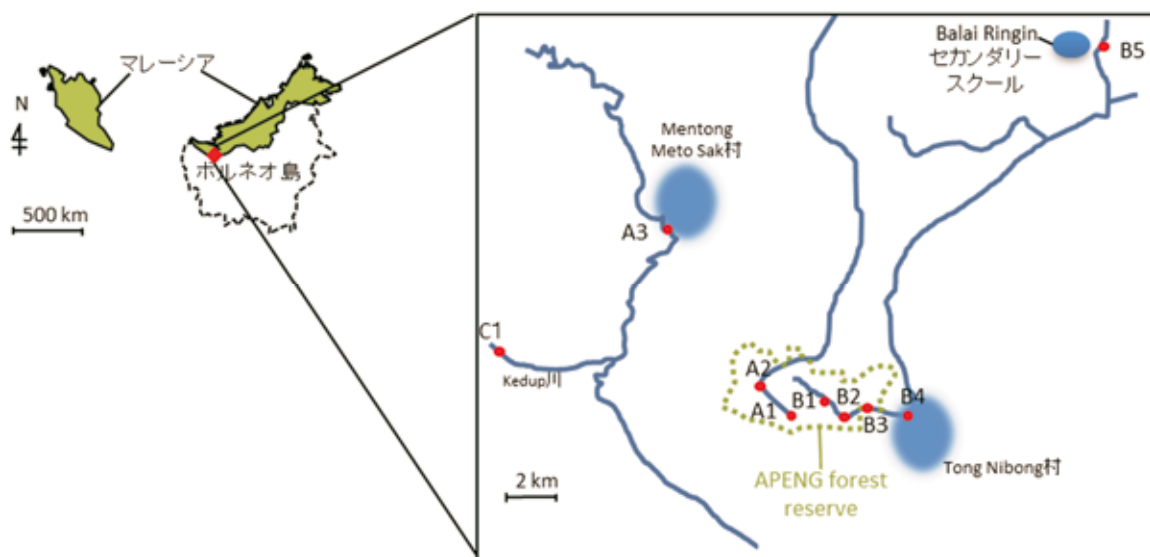 マレーシア
N
ボルネオ島
500 km
Balai Ringin
セカンダリー
スクール
B5
Mentong
Meto Sak村
A3
C1
Kedup川
A2
A1
B1
B2
B3
B4
Tong Nibong村
APENG forest
reserve
2 km